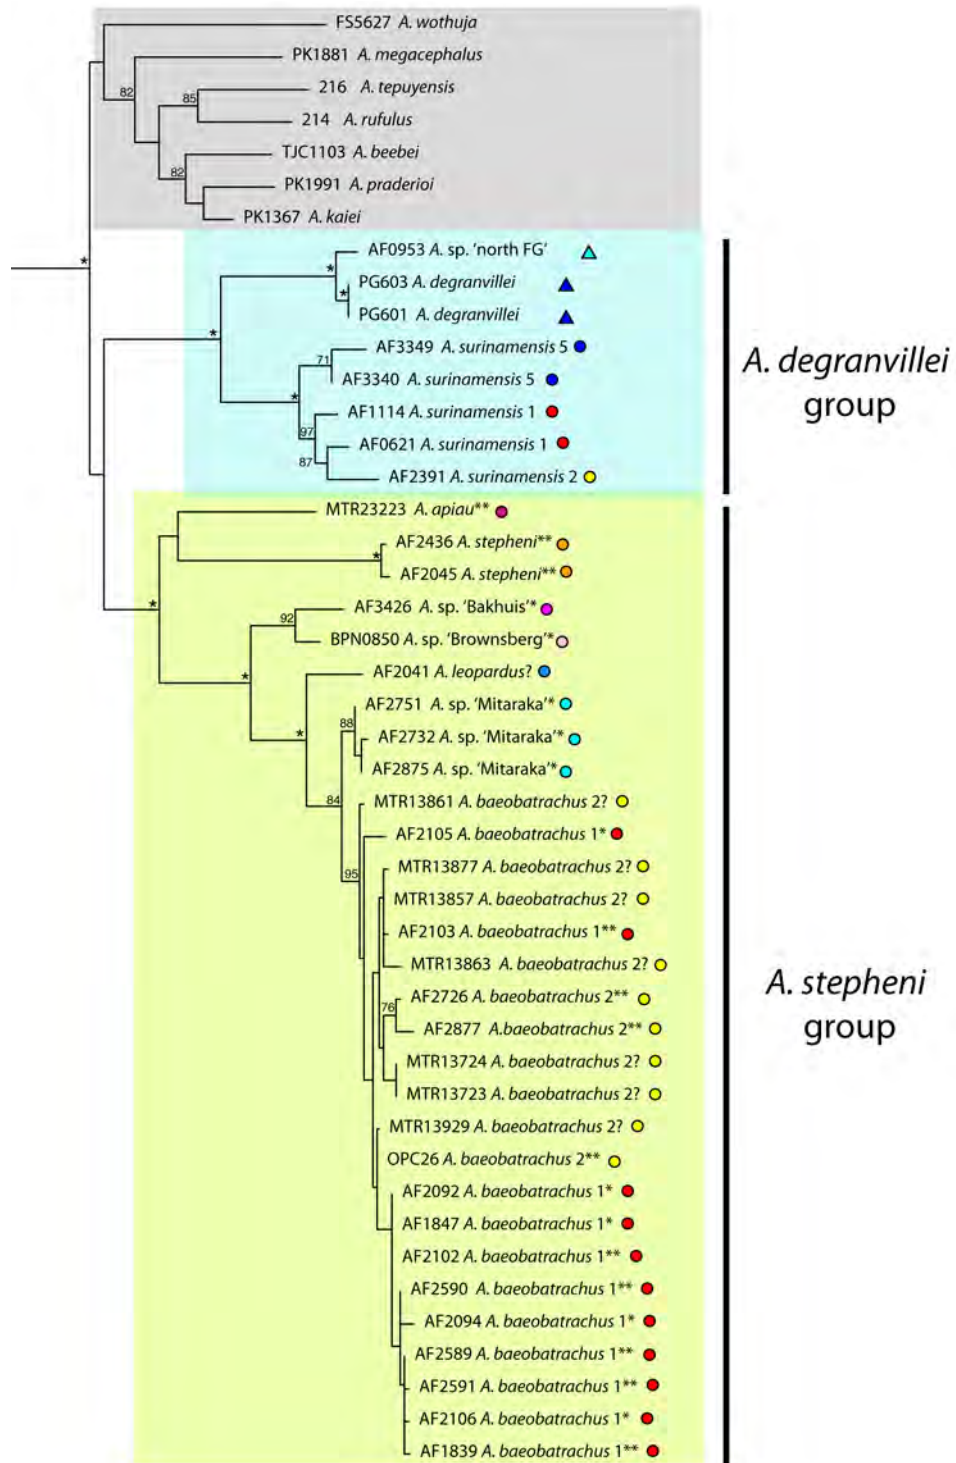 FS5627 A. wothuja
PK1881 A. megacephalus
82
85
216 A. tepuyensis
214 A. rufulus
TJC1103 A. beebei
82
PK1991 A. praderioi
PK1367 A. kaiei
*
AF0953 A. sp. 'north FG'
*
PG603 A. degranvillei
*
PG601 A. degranvillei
*
AF3349 A. surinamensis 5
71
AF3340 A. surinamensis 5
*
AF1114 A. surinamensis 1
97
AF0621 A. surinamensis 1
87
AF2391 A. surinamensis 2
A. degranvillei
group
MTR23223 A. apiau**
AF2436 A. stepheni**
*
AF2045 A. stepheni**
*
AF3426 A. sp. 'Bakhuis'*
92
BPN0850 A. sp. 'Brownsberg'*
*
AF2041 A. leopardus?
AF2751 A. sp. 'Mitaraka'*
88
*
AF2732 A. sp. 'Mitaraka'*
AF2875 A. sp. 'Mitaraka'*
84
MTR13861 A. baeobatrachus 2?
AF2105 A. baeobatrachus 1*
95
MTR13877 A. baeobatrachus 2?
MTR13857 A. baeobatrachus 2?
AF2103 A. baeobatrachus 1**
MTR13863 A. baeobatrachus 2?
AF2726 A. baeobatrachus 2**
76
AF2877 A.baeobatrachus 2**
MTR13724 A. baeobatrachus 2?
MTR13723 A. baeobatrachus 2?
MTR13929 A. baeobatrachus 2?
OPC26 A. baeobatrachus 2**
AF2092 A. baeobatrachus 1*
AF1847 A. baeobatrachus 1*
AF2102 A. baeobatrachus 1**
AF2590 A. baeobatrachus 1**
AF2094 A. baeobatrachus 1*
AF2589 A. baeobatrachus 1**
AF2591 A. baeobatrachus 1**
AF2106 A. baeobatrachus 1*
AF1839 A. baeobatrachus 1**
A. stepheni
group